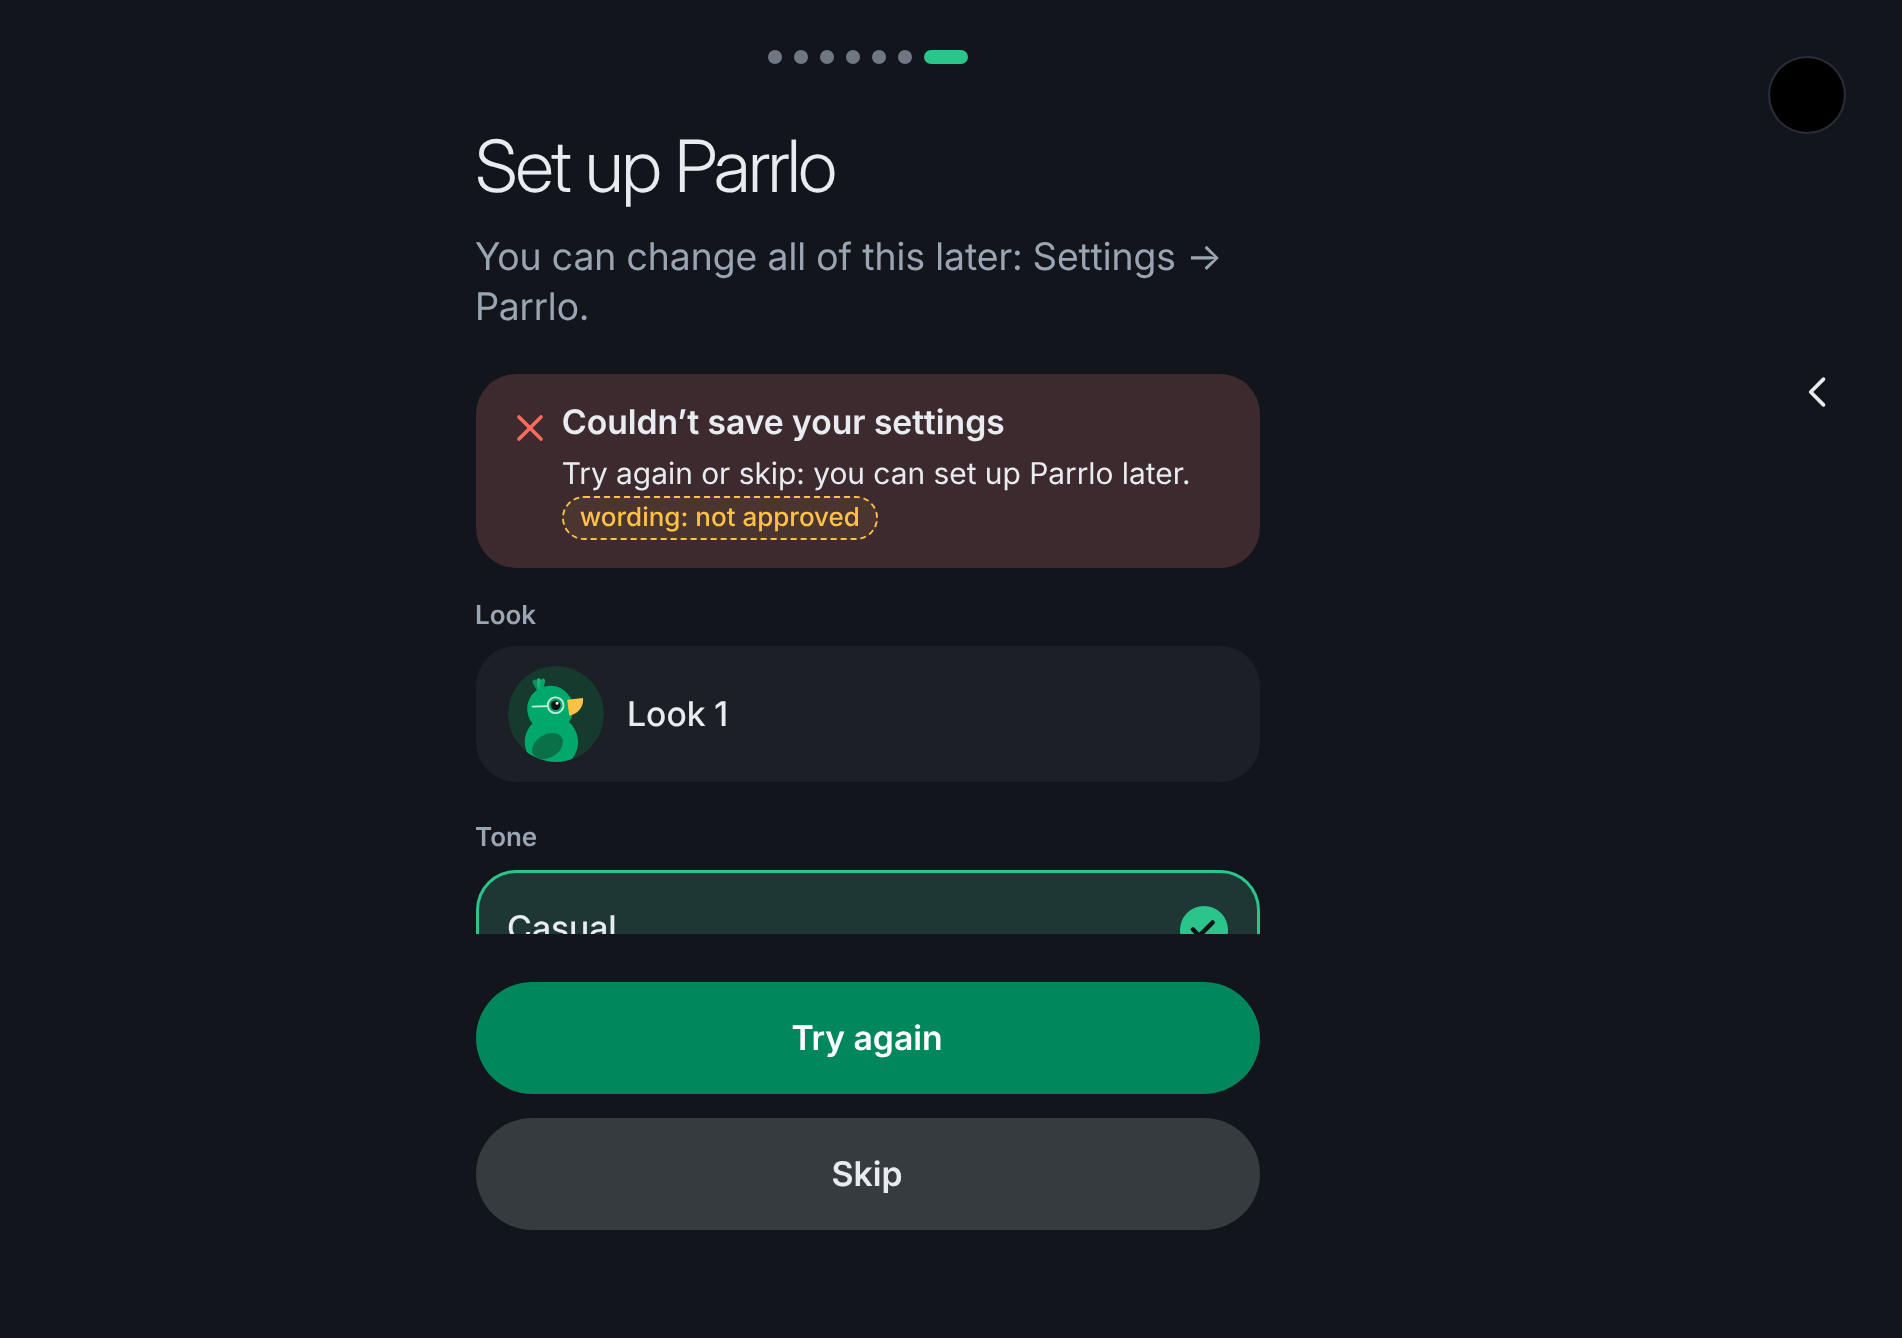 Set up Parrlo
You can change all of this later: Settings →
Parrlo.
Couldn’t save your settings
Try again or skip: you can set up Parrlo later.
wording: not approved
Look
Look 1
Tone
Casual
Try again
Skip